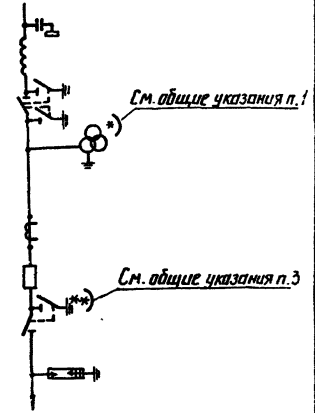 *) См. общие указания п.1
**) См. общие указания п.3